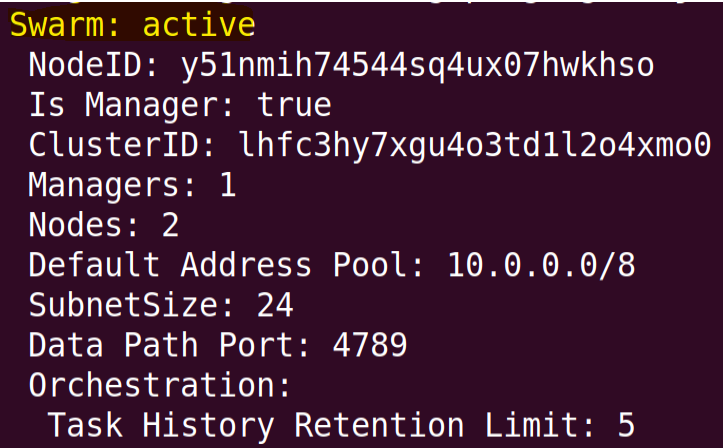 Swarm: active
NodeID: y51nmih74544sq4ux07hwkhso
Is Manager: true
ClusterID: lhfc3hy7xgu4o3td1l2o4xmo0
Managers: 1
Nodes: 2
Default Address Pool: 10.0.0.0/8
SubnetSize: 24
Data Path Port: 4789
Orchestration:
Task History Retention Limit: 5